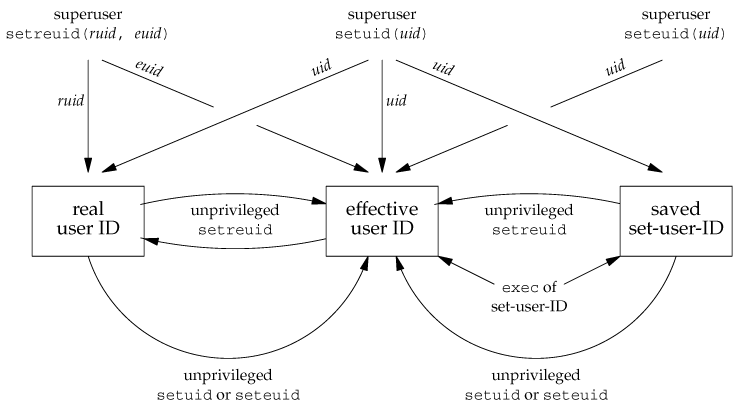 superuser
setreuid(ruid, euid)
superuser
setuid(uid)
superuser
seteuid(uid)
euid
uid
uid
uid
ruid
uid
real
user ID
unprivileged
setreuid
effective
user ID
unprivileged
setreuid
saved
set-user-ID
exec of
set-user-ID
unprivileged
setuid or seteuid
unprivileged
setuid or seteuid